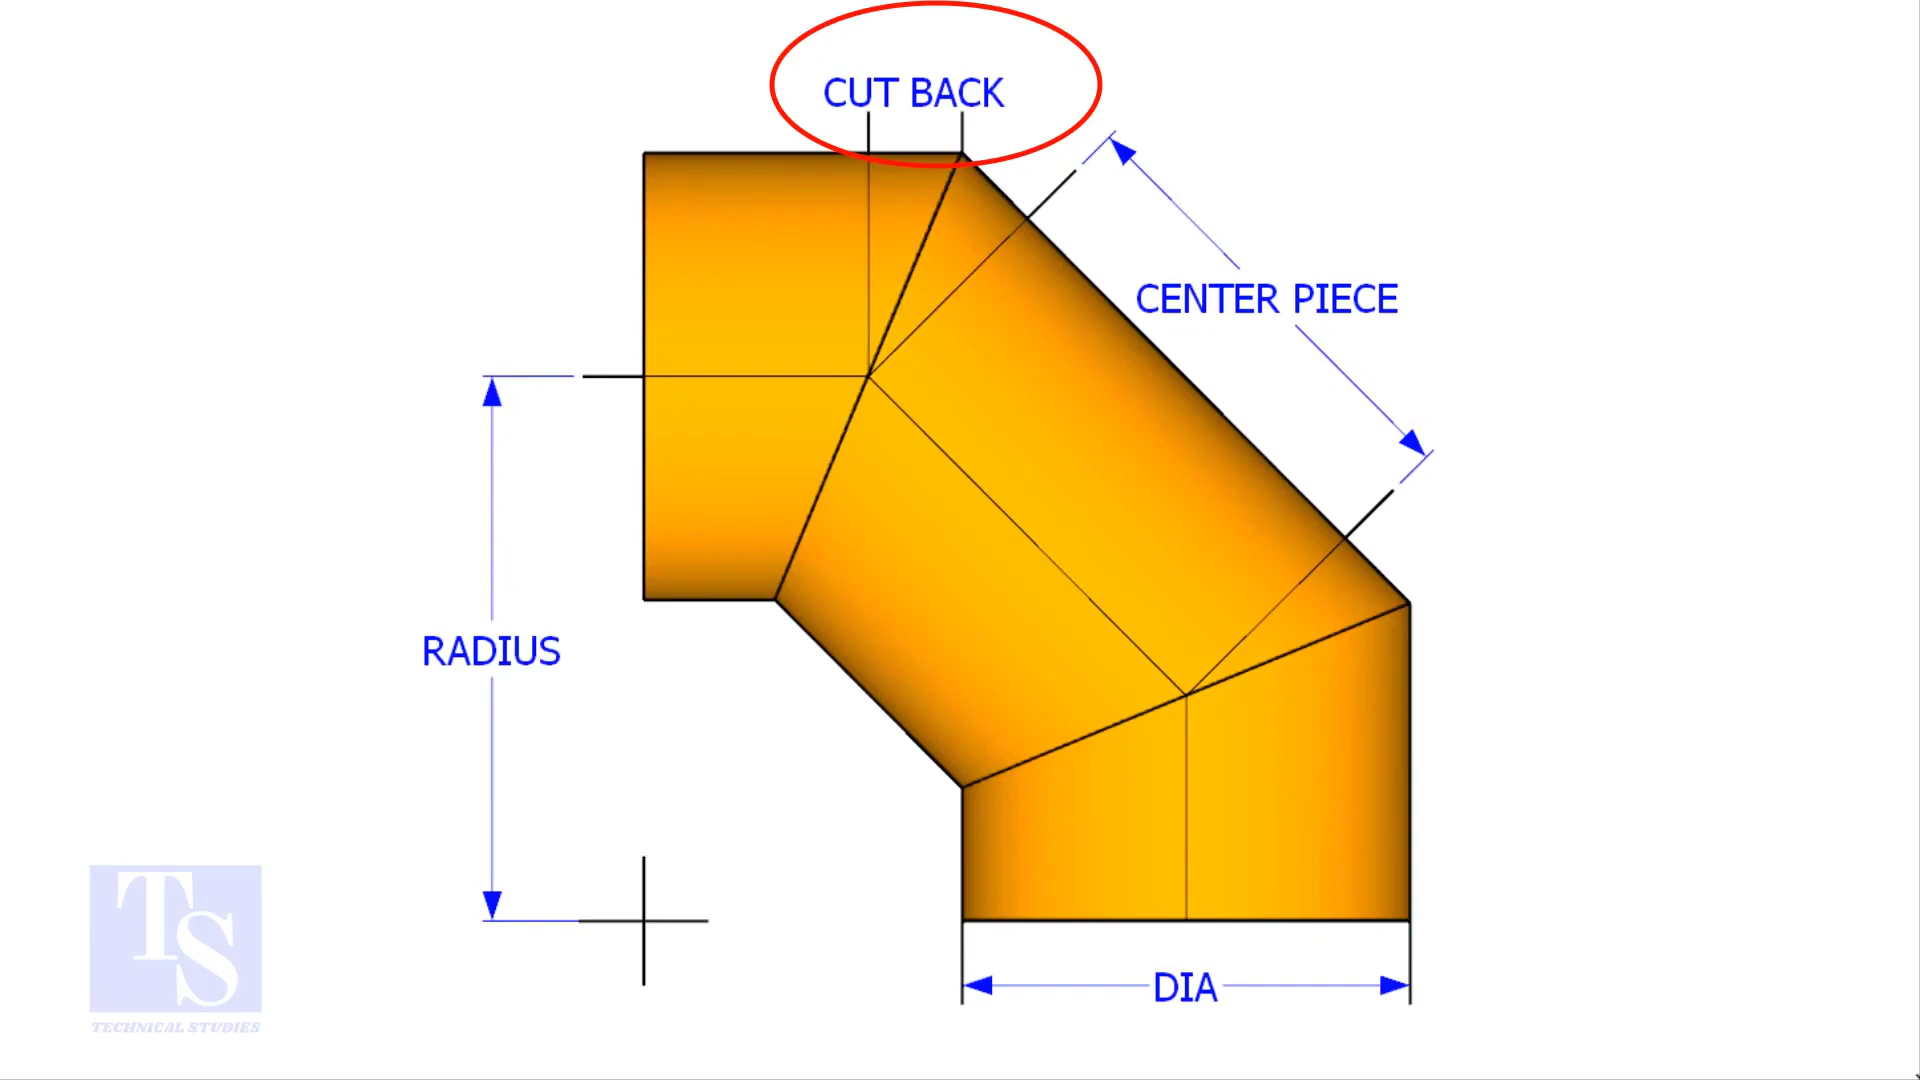 CUT BACK
CENTER PIECE
RADIUS
DIA
TS
TECHNICAL STUDIES